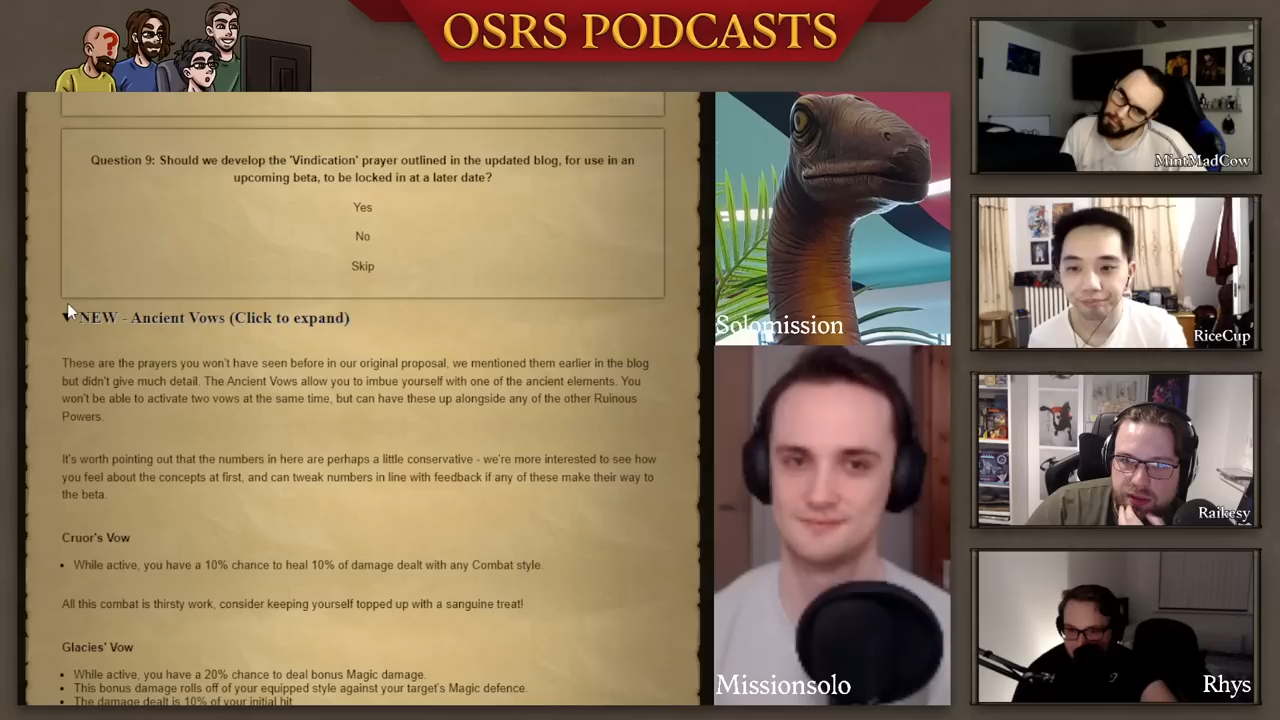 OSRS PODCASTS
Question 9: Should we develop the 'Vindication' prayer outlined in the updated blog, for use in an
upcoming beta, to be locked in at a later date?
Yes
No
Skip
NEW - Ancient Vows (Click to expand)
These are the prayers you won't have seen before in our original proposal, we mentioned them earlier in the blog
but didn't give much detail. The Ancient Vows allow you to imbue yourself with one of the ancient elements. You
won't be able to activate two vows at the same time, but can have these up alongside any of the other Ruinous
Powers.
It's worth pointing out that the numbers in here are perhaps a little conservative - we're more interested to see how
you feel about the concepts at first, and can tweak numbers in line with feedback if any of these make their way to
the beta.
Cruor's Vow
• While active, you have a 10% chance to heal 10% of damage dealt with any Combat style.
All this combat is thirsty work, consider keeping yourself topped up with a sanguine treat!
Glacies' Vow
• While active, you have a 20% chance to deal bonus Magic damage.
• This bonus damage rolls off of your equipped style against your target's Magic defence.
• The damage dealt is 10% of your initial hit
Solomission
Missionsolo
MintMadCow
RiceCup
Raikesy
Rhys